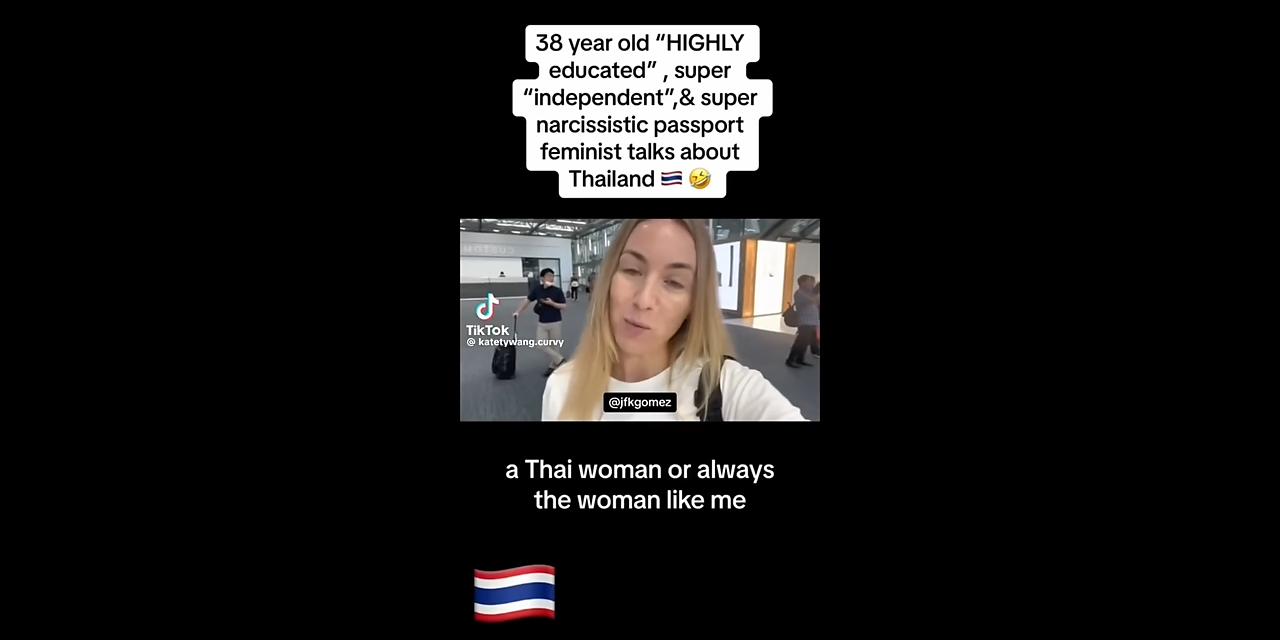 38 year old “HIGHLY
educated” , super
“independent”,& super
narcissistic passport
feminist talks about
Thailand 🇹🇭 🤣
TikTok
@ katetywang.curvy
@jfkgomez
a Thai woman or always
the woman like me